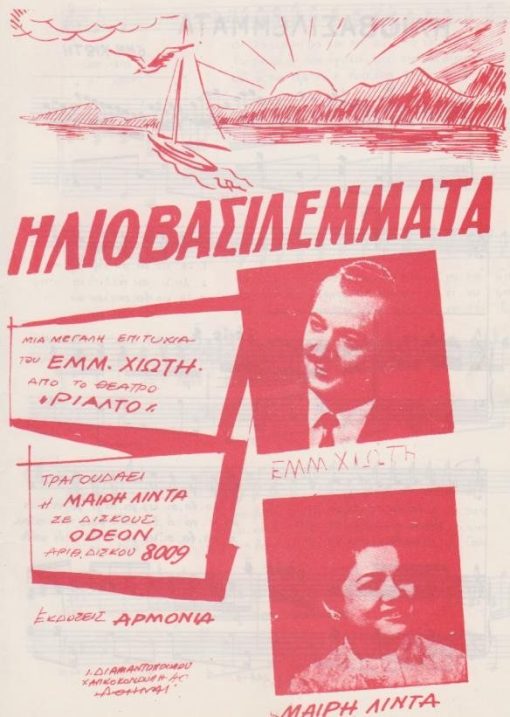 ΗΛΙΟΒΑΣΙΛΕΜΜΑΤΑ
ΜΙΑ ΜΕΓΑΛΗ ΕΠΙΤΥΧΙΑ
του ΕΜΜ. ΧΙΩΤΗ.
ΑΠΟ ΤΟ ΘΕΑΤΡΟ
"ΡΙΑΛΤΟ".
ΕΜΜ ΧΙΩΤΗ
ΤΡΑΓΟΥΔΑΕΙ
Η ΜΑΙΡΗ ΛΙΝΤΑ
ΣΕ ΔΙΣΚΟΥΣ
ODEON
ΑΡΙΘ. ΔΙΣΚΟΥ 8009
ΕΚΔΟΣΕΙΣ ΑΡΜΟΝΙΑ
Ι. ΔΙΑΜΑΝΤΟΠΟΥΛΟΥ
ΑΘΗΝΑΙ
ΜΑΙΡΗ ΛΙΝΤΑ